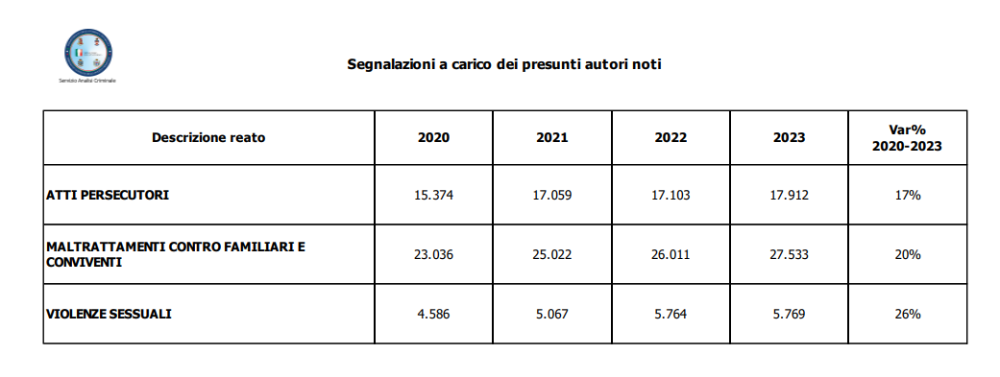 Servizio Analisi Criminale
Segnalazioni a carico dei presunti autori noti
Descrizione reato 2020 2021 2022 2023 Var% 2020-2023
ATTI PERSECUTORI 15.374 17.059 17.103 17.912 17%
MALTRATTAMENTI CONTRO FAMILIARI E
CONVIVENTI 23.036 25.022 26.011 27.533 20%
VIOLENZE SESSUALI 4.586 5.067 5.764 5.769 26%